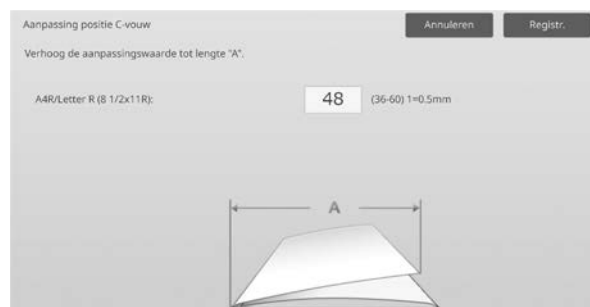 Aanpassing positie C-vouw
Annuleren
Registr.
Verhoog de aanpassingswaarde tot lengte "A".
A4R/Letter R (8 1/2x11R):
48
(36-60) 1=0.5mm
A